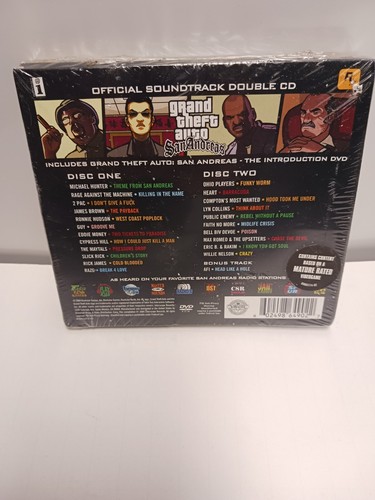 OFFICIAL SOUNDTRACK DOUBLE CD
grand
theft
auto
San Andreas
INCLUDES GRAND THEFT AUTO: SAN ANDREAS - THE INTRODUCTION DVD
DISC ONE
MICHAEL HUNTER • THEME FROM SAN ANDREAS
RAGE AGAINST THE MACHINE • KILLING IN THE NAME
2 PAC • I DON'T GIVE A FUCK
JAMES BROWN • THE PAYBACK
RONNIE HUDSON • WEST COAST POPLOCK
GUY • GROOVE ME
EDDIE MONEY • TWO TICKETS TO PARADISE
CYPRESS HILL • HOW I COULD JUST KILL A MAN
THE MAYTALS • PRESSURE DROP
SLICK RICK • CHILDREN'S STORY
RICK JAMES • COLD BLOODED
RAZE • BREAK 4 LOVE
DISC TWO
OHIO PLAYERS • FUNKY WORM
HEART • BARRACUDA
COMPTON'S MOST WANTED • HOOD TOOK ME UNDER
LYN COLLINS • THINK ABOUT IT
PUBLIC ENEMY • REBEL WITHOUT A PAUSE
FAITH NO MORE • MIDLIFE CRISIS
BELL BIV DEVOE • POISON
MAX ROMEO & THE UPSETTERS • CHASE THE DEVIL
ERIC B. & RAKIM • I KNOW YOU GOT SOUL
WILLIE NELSON • CRAZY
BONUS TRACK
AFI • HEAD LIKE A HOLE
CONTAINS CONTENT
BASED ON A
MATURE RATED
VIDEOGAME
AS HEARD ON YOUR FAVORITE SAN ANDREAS RADIO STATIONS
DVD
CSR